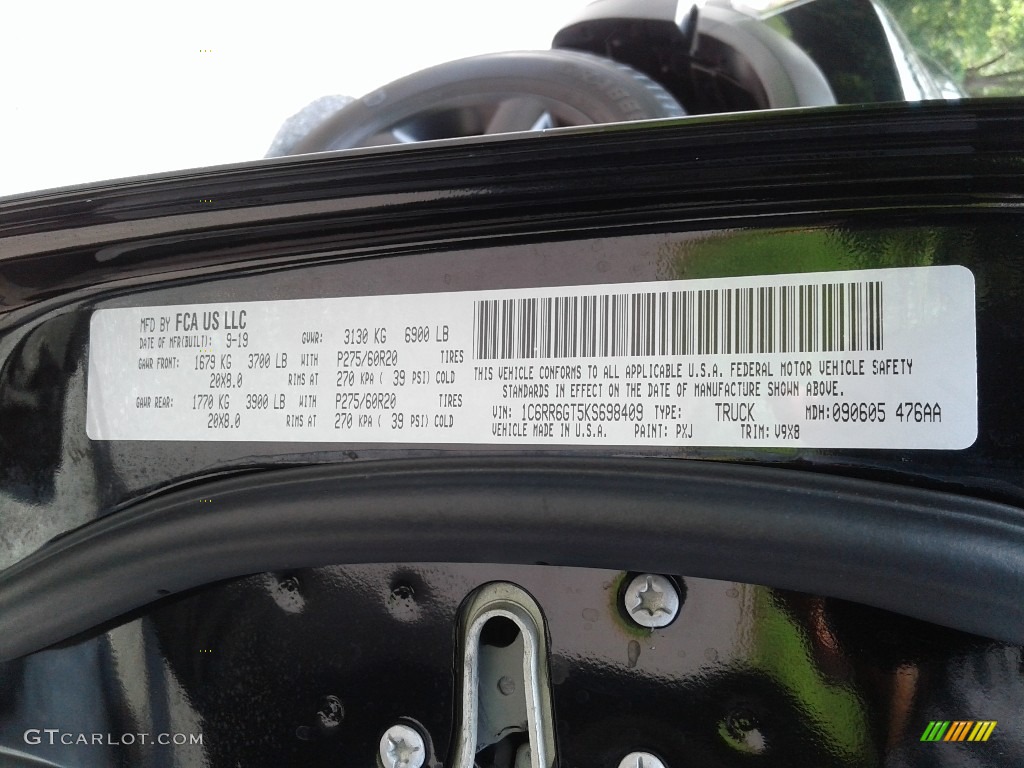 MFD BY FCA US LLC
DATE OF MFR(BUILT): 9-19 GVWR: 3130 KG 6900 LB
GAWR FRONT: 1679 KG 3700 LB WITH P275/60R20 TIRES
20X8.0 RIMS AT 270 KPA ( 39 PSI) COLD
GAWR REAR: 1770 KG 3900 LB WITH P275/60R20 TIRES
20X8.0 RIMS AT 270 KPA ( 39 PSI) COLD
THIS VEHICLE CONFORMS TO ALL APPLICABLE U.S.A. FEDERAL MOTOR VEHICLE SAFETY
STANDARDS IN EFFECT ON THE DATE OF MANUFACTURE SHOWN ABOVE.
VIN: 1C6RR6GT5KS698409 TYPE: TRUCK MDH: 090605 476AA
VEHICLE MADE IN U.S.A. PAINT: PXJ TRIM: V9X8
GTCARLOT.COM